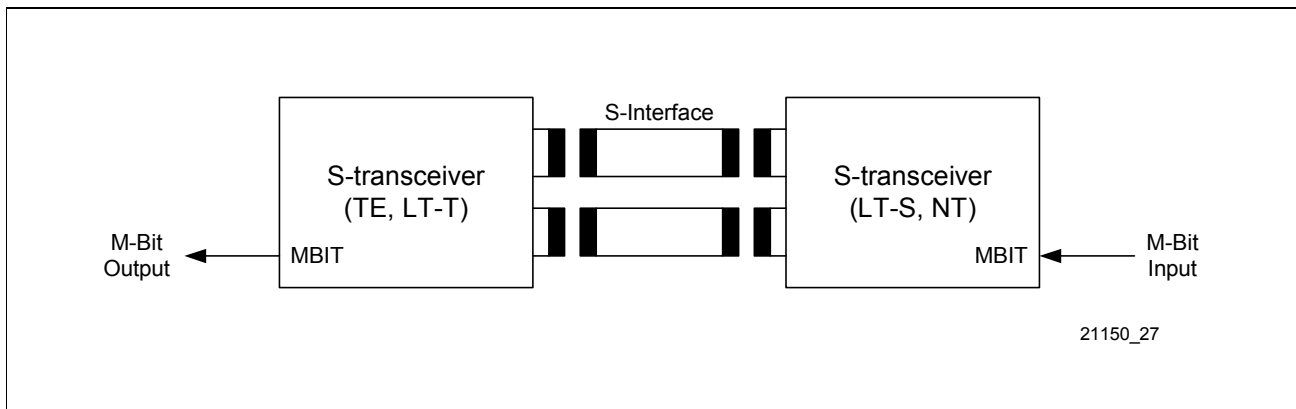 S-Interface
S-transceiver
(TE, LT-T)
S-transceiver
(LT-S, NT)
M-Bit
Output
MBIT
MBIT
M-Bit
Input
21150_27